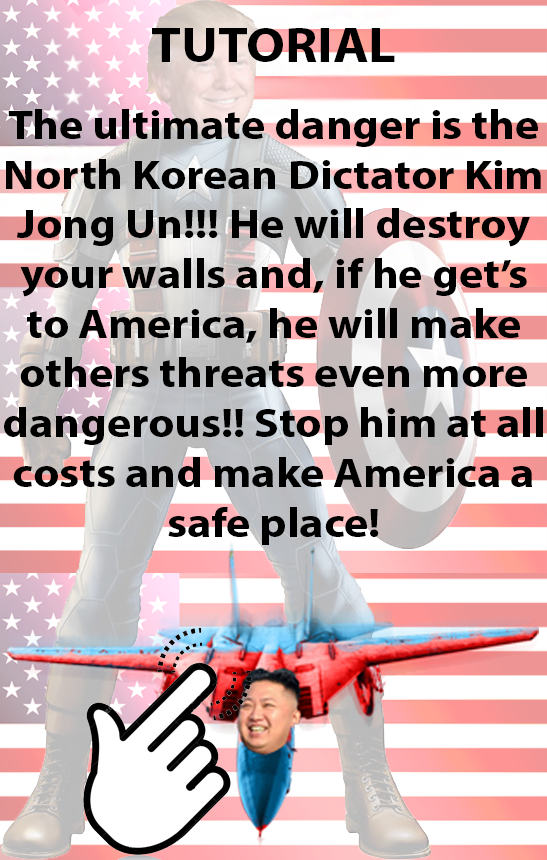 TUTORIAL
The ultimate danger is the
North Korean Dictator Kim
Jong Un!!! He will destroy
your walls and, if he get’s
to America, he will make
others threats even more
dangerous!! Stop him at all
costs and make America a
safe place!